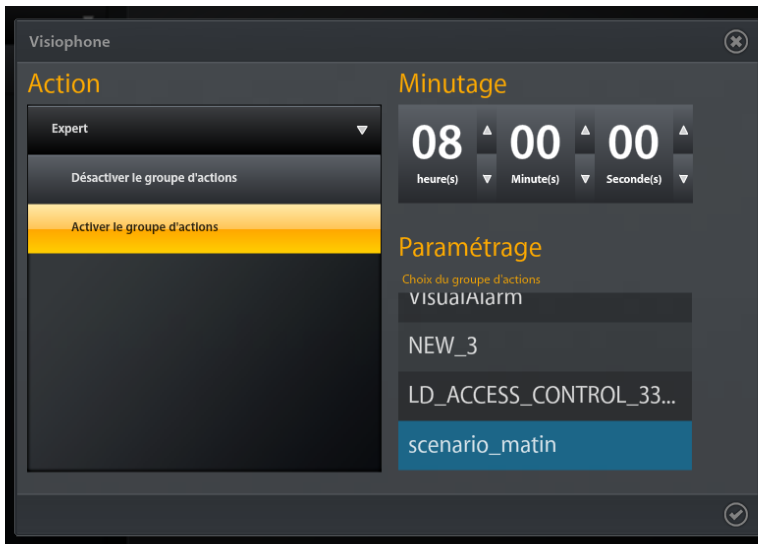 Visiophone
Action
Expert
Désactiver le groupe d'actions
Activer le groupe d'actions
Minutage
08 00 00
heure(s) Minute(s) Seconde(s)
Paramétrage
Choix du groupe d'actions
VisualAlarm
NEW_3
LD_ACCESS_CONTROL_33...
scenario_matin